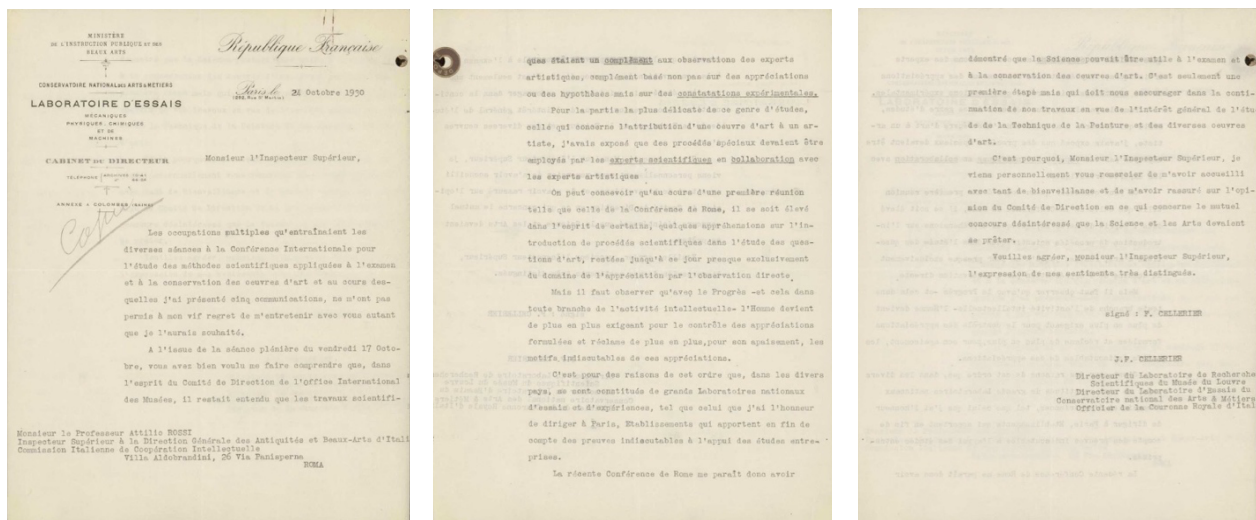 MINISTÈRE
DE L'INSTRUCTION PUBLIQUE ET DES
BEAUX ARTS
République Française
CONSERVATOIRE NATIONAL DES ARTS & MÉTIERS
Paris, le 24 Octobre 1930
(292, Rue St Martin)
LABORATOIRE D'ESSAIS
MÉCANIQUES
PHYSIQUES, CHIMIQUES
ET DE
MACHINES
CABINET DU DIRECTEUR
Monsieur l'Inspecteur Supérieur,
TÉLÉPHONE
ANNEXE À COLOMBES
Copie
Les occupations multiples qu'entraînaient les
diverses séances à la Conférence Internationale pour
l'étude des méthodes scientifiques appliquées à l'examen
et à la conservation des oeuvres d'art et au cours des-
quelles j'ai présenté cinq communications, ne m'ont pas
permis à mon vif regret de m'entretenir avec vous autant
que je l'aurais souhaité.
A l'issue de la séance plénière du vendredi 17 Octo-
bre, vous avez bien voulu me faire comprendre que, dans
l'esprit du Comité de Direction de l'Office International
des Musées, il restait entendu que les travaux scientifi-
Monsieur le Professeur Attilio ROSSI
Inspecteur Supérieur à la Direction Générale des Antiquités et Beaux-Arts d'Itali
Commission Italienne de Coopération Intellectuelle
Villa Aldobrandini, 26 Via Panisperna
ROMA
ques étaient un complément aux observations des experts
artistiques, complément basé non pas sur des appréciations
ou des hypothèses mais sur des constatations expérimentales.
Pour la partie la plus délicate de ce genre d'études,
celle qui concerne l'attribution d'une oeuvre d'art à un ar-
tiste, j'avais exposé que des procédés spéciaux devaient être
employés par les experts scientifiques en collaboration avec
les experts artistiques
On peut concevoir qu'au cours d'une première réunion
telle que celle de la Conférence de Rome, il se soit élevé
dans l'esprit de certains, quelques appréhensions sur l'in-
troduction de procédés scientifiques dans l'étude des ques-
tions d'art, restées jusqu'à ce jour presque exclusivement
du domaine de l'appréciation par l'observation directe.
Mais il faut observer qu'avec le Progrès -et cela dans
toute branche de l'activité intellectuelle- l'Homme devient
de plus en plus exigeant pour le contrôle des appréciations
formulées et réclame de plus en plus, pour son apaisement, les
motifs indiscutables de ces appréciations.
C'est pour des raisons de cet ordre que, dans les divers
pays, se sont constitués de grands Laboratoires nationaux
d'essais et d'expériences, tel que celui que j'ai l'honneur
de diriger à Paris, Etablissements qui apportent en fin de
compte des preuves indiscutables à l'appui des études entre-
prises.
La récente Conférence de Rome me paraît donc avoir
démontré que la Science pouvait être utile à l'examen et
à la conservation des oeuvres d'art. C'est seulement une
première étape mais qui doit nous encourager dans la conti-
nuation de nos travaux en vue de l'intérêt général de l'étu
de de la Technique de la Peinture et des diverses oeuvres
d'art.
C'est pourquoi, Monsieur l'Inspecteur Supérieur, je
viens personnellement vous remercier de m'avoir accueilli
avec tant de bienveillance et de m'avoir rassuré sur l'opi-
nion du Comité de Direction en ce qui concerne le mutuel
concours désintéressé que la Science et les Arts devaient
se prêter.
Veuillez agréer, Monsieur l'Inspecteur Supérieur,
l'expression de mes sentiments très distingués.
signé : F. CELLERIER
J.F. CELLERIER
Directeur du Laboratoire de Recherche
Scientifiques du Musée du Louvre
Directeur du Laboratoire d'Essais du
Conservatoire national des Arts & Métiers
Officier de la Couronne Royale d'Ital